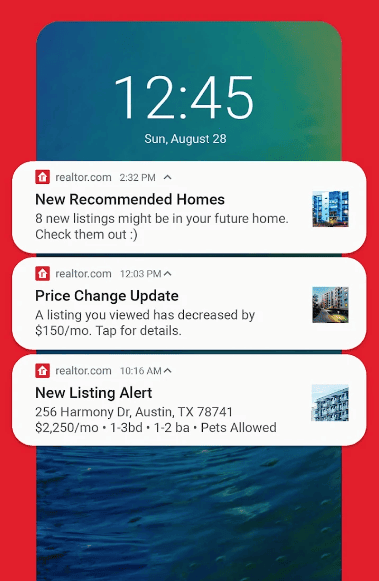 12:45
Sun, August 28
realtor.com 2:32 PM
New Recommended Homes
8 new listings might be in your future home.
Check them out :)
realtor.com 12:03 PM
Price Change Update
A listing you viewed has decreased by
$150/mo. Tap for details.
realtor.com 10:16 AM
New Listing Alert
256 Harmony Dr, Austin, TX 78741
$2,250/mo • 1-3bd • 1-2 ba • Pets Allowed